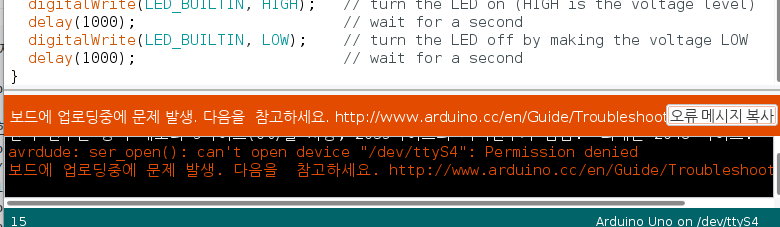 digitalWrite(LED_BUILTIN, HIGH);   // turn the LED on (HIGH is the voltage level)
delay(1000);                       // wait for a second
digitalWrite(LED_BUILTIN, LOW);    // turn the LED off by making the voltage LOW
delay(1000);                       // wait for a second
}
보드에 업로딩중에 문제 발생. 다음을  참고하세요. http://www.arduino.cc/en/Guide/Troubleshoot
오류 메시지 복사
avrdude: ser_open(): can't open device "/dev/ttyS4": Permission denied
보드에 업로딩중에 문제 발생. 다음을  참고하세요. http://www.arduino.cc/en/Guide/Troubleshoot
15
Arduino Uno on /dev/ttyS4